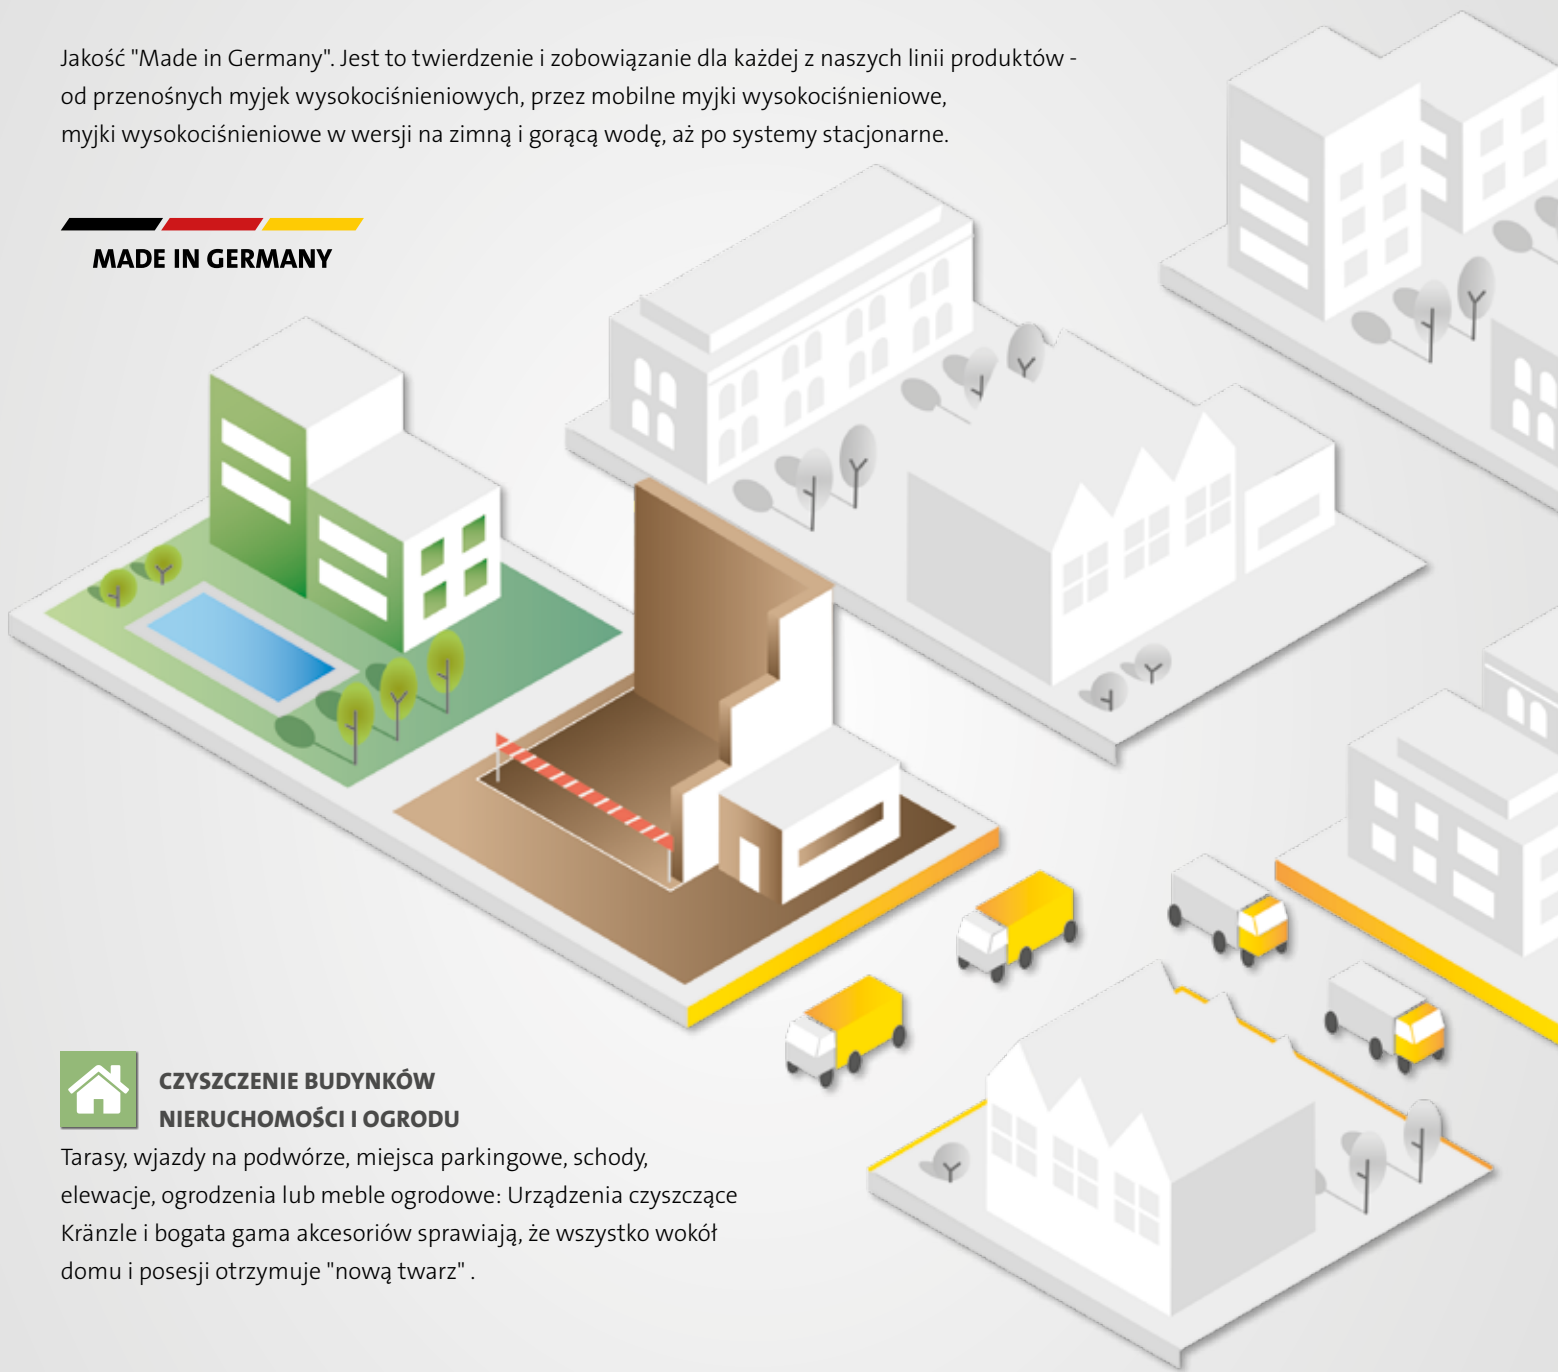 Jakość "Made in Germany". Jest to twierdzenie i zobowiązanie dla każdej z naszych linii produktów -
od przenośnych myjek wysokociśnieniowych, przez mobilne myjki wysokociśnieniowe,
myjki wysokociśnieniowe w wersji na zimną i gorącą wodę, aż po systemy stacjonarne.
MADE IN GERMANY
CZYSZCZENIE BUDYNKÓW
NIERUCHOMOŚCI I OGRODU
Tarasy, wjazdy na podwórze, miejsca parkingowe, schody,
elewacje, ogrodzenia lub meble ogrodowe: Urządzenia czyszczące
Kränzle i bogata gama akcesoriów sprawiają, że wszystko wokół
domu i posesji otrzymuje "nową twarz" .